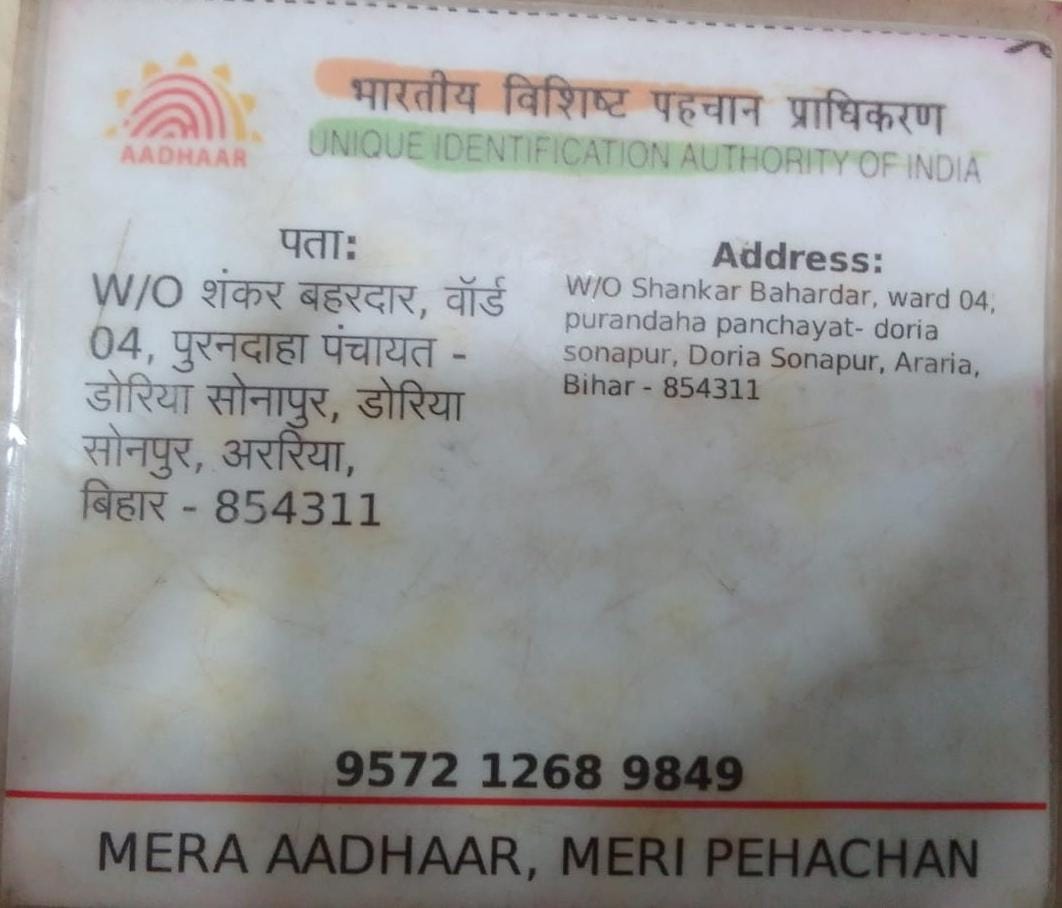 AADHAAR
भारतीय विशिष्ट पहचान प्राधिकरण
UNIQUE IDENTIFICATION AUTHORITY OF INDIA
पता:
W/O शंकर बहरदार, वॉर्ड
04, पुरनदाहा पंचायत -
डोरिया सोनापुर, डोरिया
सोनपुर, अररिया,
बिहार - 854311
Address:
W/O Shankar Bahardar, ward 04,
purandaha panchayat- doria
sonapur, Doria Sonapur, Araria,
Bihar - 854311
9572 1268 9849
MERA AADHAAR, MERI PEHACHAN